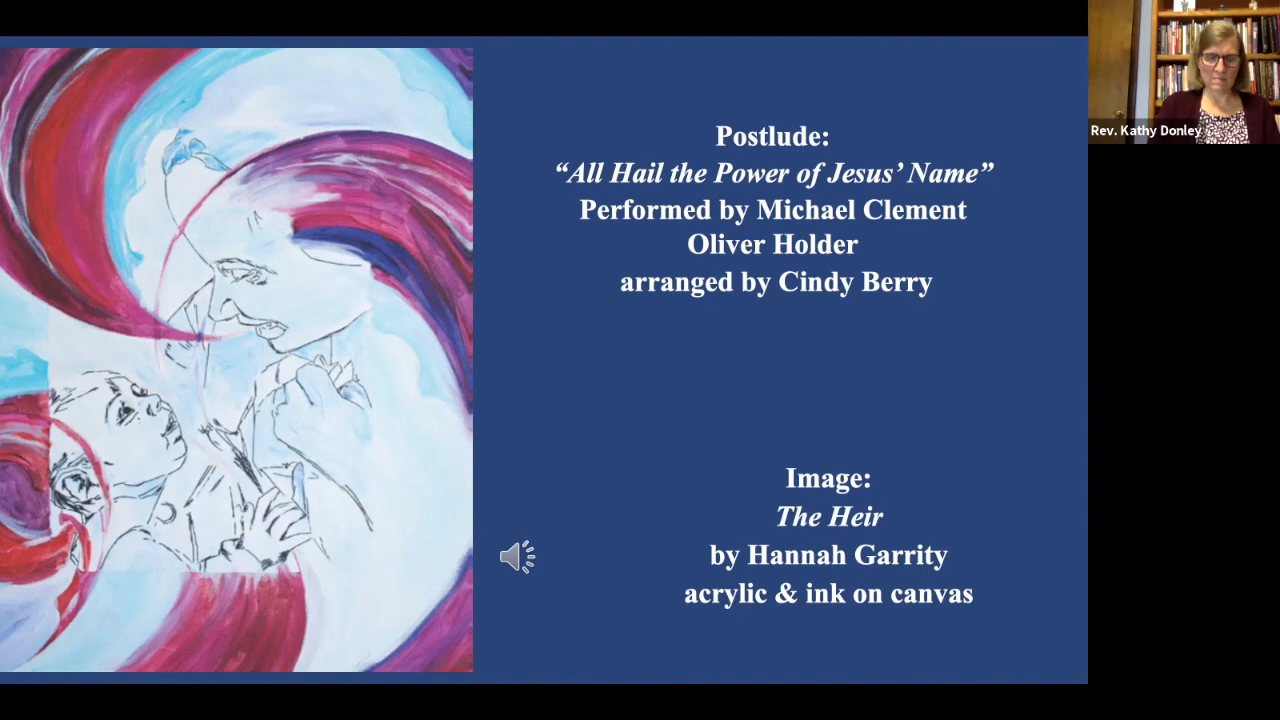 Postlude:
“All Hail the Power of Jesus’ Name”
Performed by Michael Clement
Oliver Holder
arranged by Cindy Berry
Image:
The Heir
by Hannah Garrity
acrylic & ink on canvas
Rev. Kathy Donley